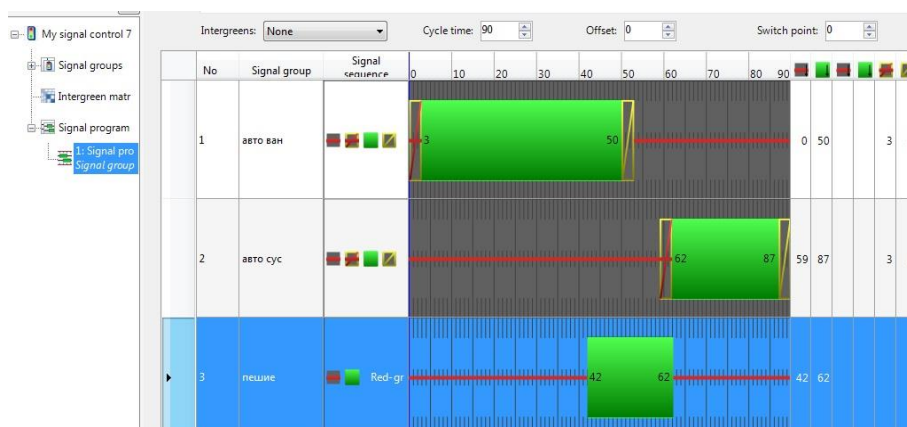 My signal control 7
Signal groups
Intergreen matr
Signal program
1: Signal pro
Signal group
Intergreens: None Cycle time: 90 Offset: 0 Switch point: 0
No Signal group Signal sequence 0 10 20 30 40 50 60 70 80 90
1 авто ван 3 50 0 50 3
2 авто сус 62 87 59 87 3
3 пешие Red-gr 42 62 42 62